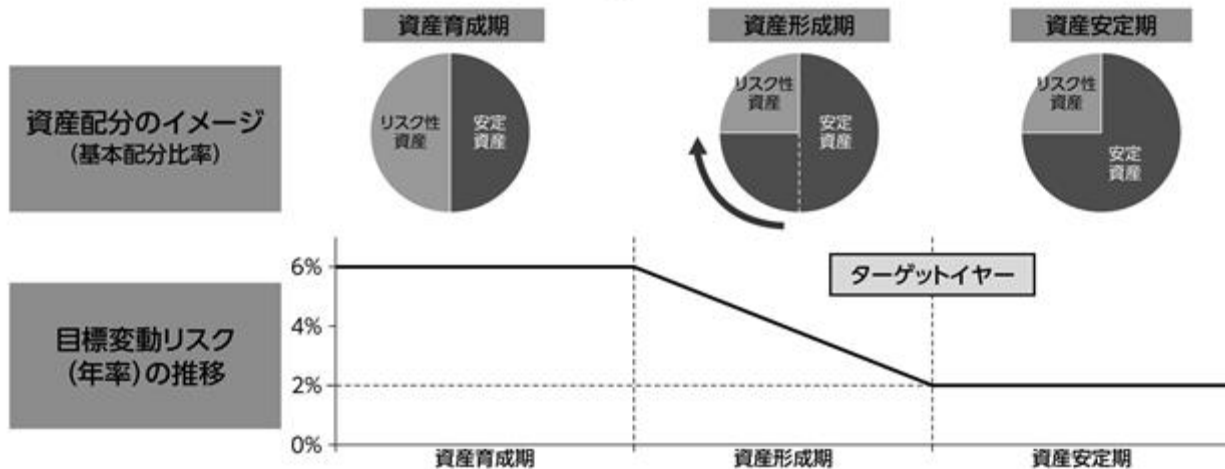 資産育成期
資産形成期
資産安定期
資産配分のイメージ
(基本配分比率)
リスク性
資産
安定
資産
リスク性
資産
安定
資産
リスク性
資産
安定
資産
目標変動リスク
(年率)の推移
6%
4%
2%
0%
ターゲットイヤー
資産育成期
資産形成期
資産安定期